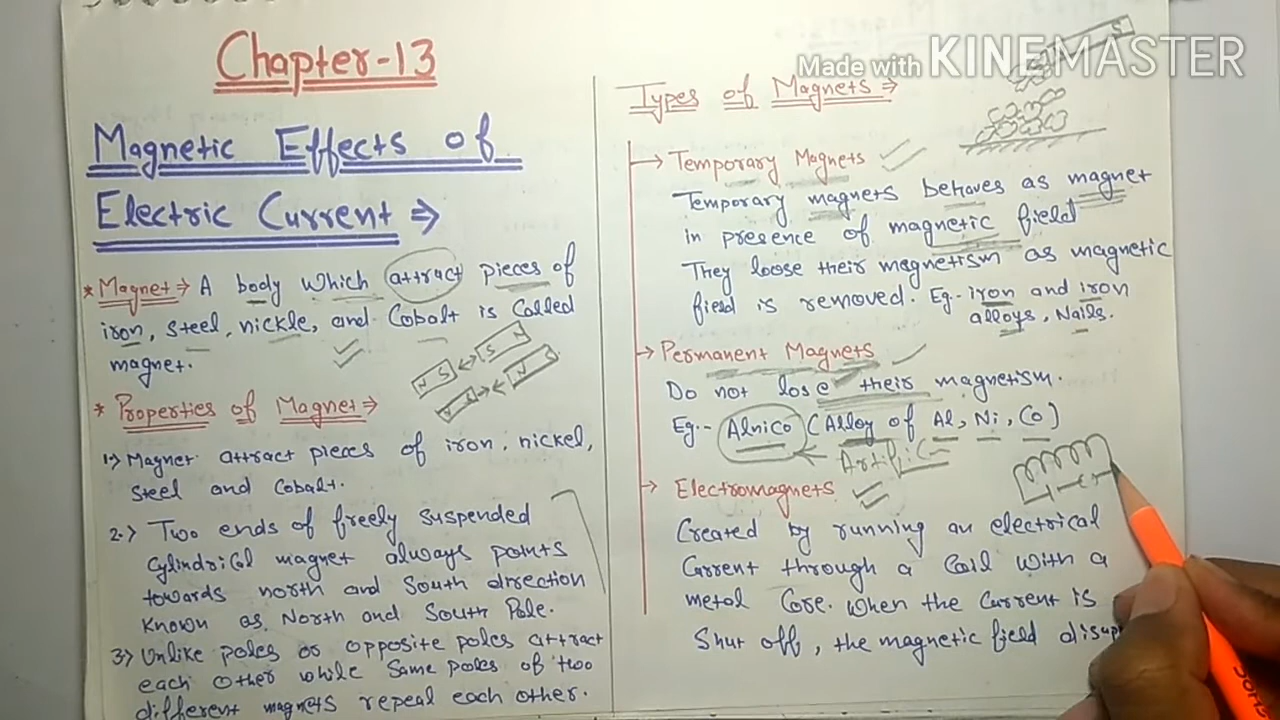 Chapter-13
Magnetic Effects of
Electric Current ⇒
* Magnet ⇒ A body which attract pieces of
iron, steel, nickle, and Cobalt is Called
magnet.
N S ↔ S N
N S →← N S
* Properties of Magnet ⇒
1⇒ Magnet attract pieces of iron, nickel,
Steel and Cobalt.
2.⇒ Two ends of freely suspended
Cylindrical magnet always points
towards north and South direction
known as North and South Pole.
3⇒ Unlike poles or opposite poles attract
each other while Same poles of two
different magnets repeal each other.
Made with KINEMASTER
S
Types of Magnets ⇒
→ Temporary Magnets
Temporary magnets behaves as magnet
in presence of magnetic field
They loose their magnetism as magnetic
field is removed. Eg.- iron and iron
alloys, Nails.
→ Permanent Magnets
Do not lose their magnetism.
Eg.- Alnico (Alloy of Al, Ni, Co)
→ Electromagnets
Created by running an electrical
Current through a Coil with a
metal Core. When the Current is
Shut off, the magnetic field